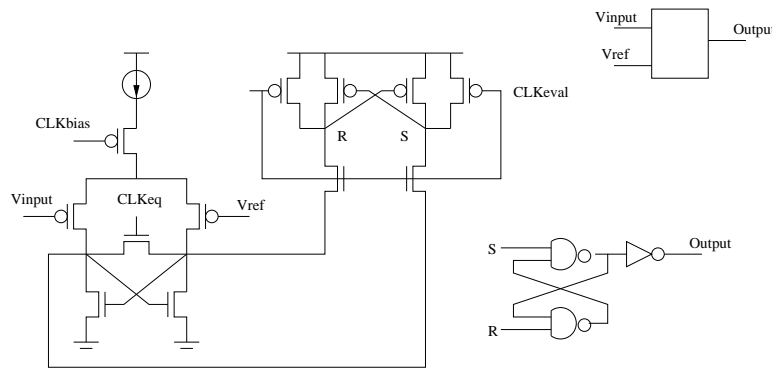 Vinput
Output
Vref
CLKeval
CLKbias
R
S
Vinput
CLKeq
Vref
S
Output
R